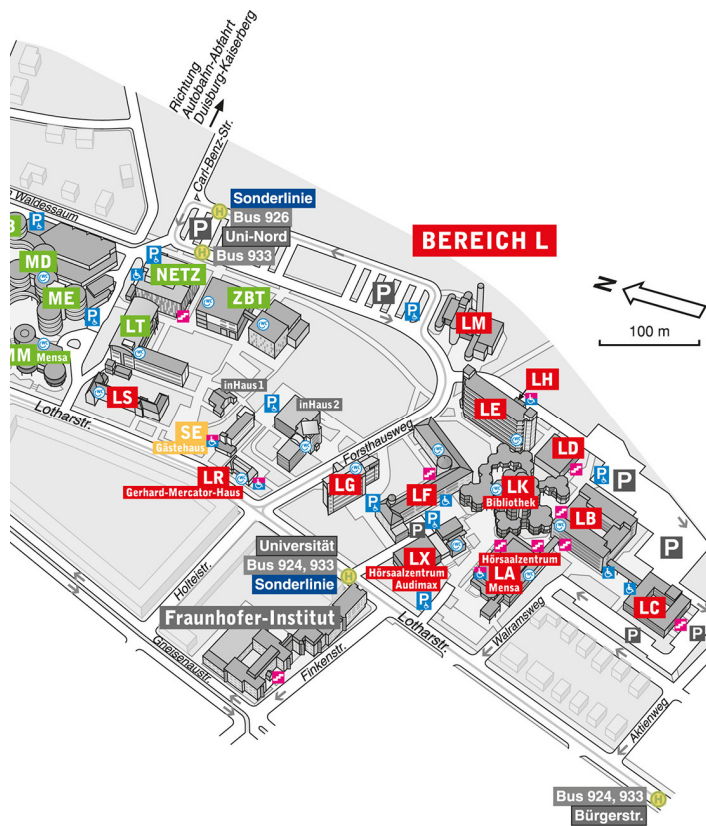 Richtung
Autobahn-Abfahrt
Duisburg-Kaiserberg
Carl-Benz-Str.
Waldessaum
Sonderlinie
H
Bus 926
Uni-Nord
H
Bus 933
P
BEREICH L
N
100 m
B
P
MD
ME
P
MM Mensa
P
NETZ
ZBT
LT
P
P
LM
LS
inHaus1
inHaus2
P
SE
Gästehaus
LR
Gerhard-Mercator-Haus
Lotharstr.
Forsthausweg
LH
LE
LD
P
P
LG
LF
LK
Bibliothek
LB
P
P
P
P
LX
Hörsaalzentrum
Audimax
P
Hörsaalzentrum
LA
Mensa
LC
P
P
Universität
Bus 924, 933
Sonderlinie
H
Holteistr.
Fraunhofer-Institut
Gneisenaustr.
Finkenstr.
Lotharstr.
Walramsweg
Aktienweg
Bus 924, 933
H
Bürgerstr.